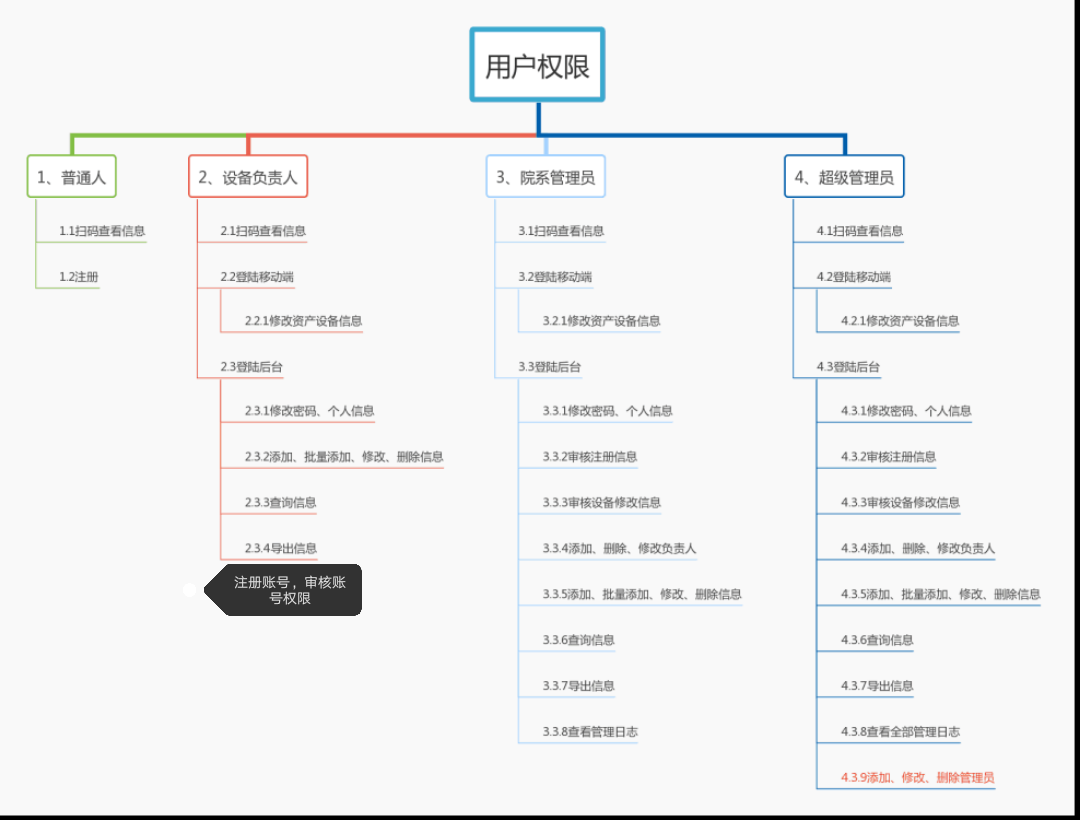 用户权限
1、普通人
1.1扫码查看信息
1.2注册
2、设备负责人
2.1扫码查看信息
2.2登陆移动端
2.2.1修改资产设备信息
2.3登陆后台
2.3.1修改密码、个人信息
2.3.2添加、批量添加、修改、删除信息
2.3.3查询信息
2.3.4导出信息
注册账号，审核账
号权限
3、院系管理员
3.1扫码查看信息
3.2登陆移动端
3.2.1修改资产设备信息
3.3登陆后台
3.3.1修改密码、个人信息
3.3.2审核注册信息
3.3.3审核设备修改信息
3.3.4添加、删除、修改负责人
3.3.5添加、批量添加、修改、删除信息
3.3.6查询信息
3.3.7导出信息
3.3.8查看管理日志
4、超级管理员
4.1扫码查看信息
4.2登陆移动端
4.2.1修改资产设备信息
4.3登陆后台
4.3.1修改密码、个人信息
4.3.2审核注册信息
4.3.3审核设备修改信息
4.3.4添加、删除、修改负责人
4.3.5添加、批量添加、修改、删除信息
4.3.6查询信息
4.3.7导出信息
4.3.8查看全部管理日志
4.3.9添加、修改、删除管理员